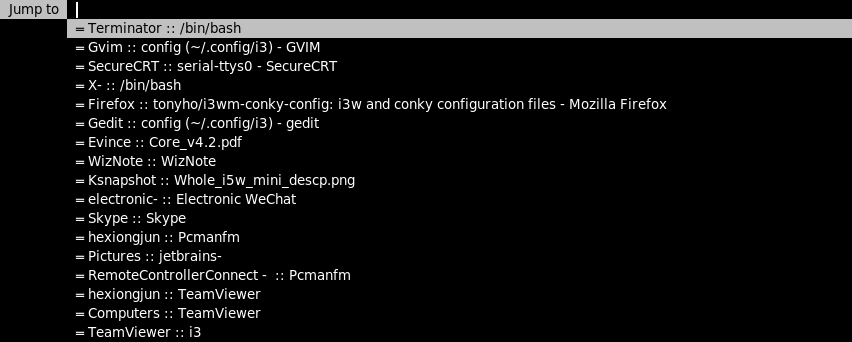 Jump to
= Terminator :: /bin/bash
= Gvim :: config (~/.config/i3) - GVIM
= SecureCRT :: serial-ttys0 - SecureCRT
= X- :: /bin/bash
= Firefox :: tonyho/i3wm-conky-config: i3w and conky configuration files - Mozilla Firefox
= Gedit :: config (~/.config/i3) - gedit
= Evince :: Core_v4.2.pdf
= WizNote :: WizNote
= Ksnapshot :: Whole_i5w_mini_descp.png
= electronic- :: Electronic WeChat
= Skype :: Skype
= hexiongjun :: Pcmanfm
= Pictures :: jetbrains-
= RemoteControllerConnect -  :: Pcmanfm
= hexiongjun :: TeamViewer
= Computers :: TeamViewer
= TeamViewer :: i3